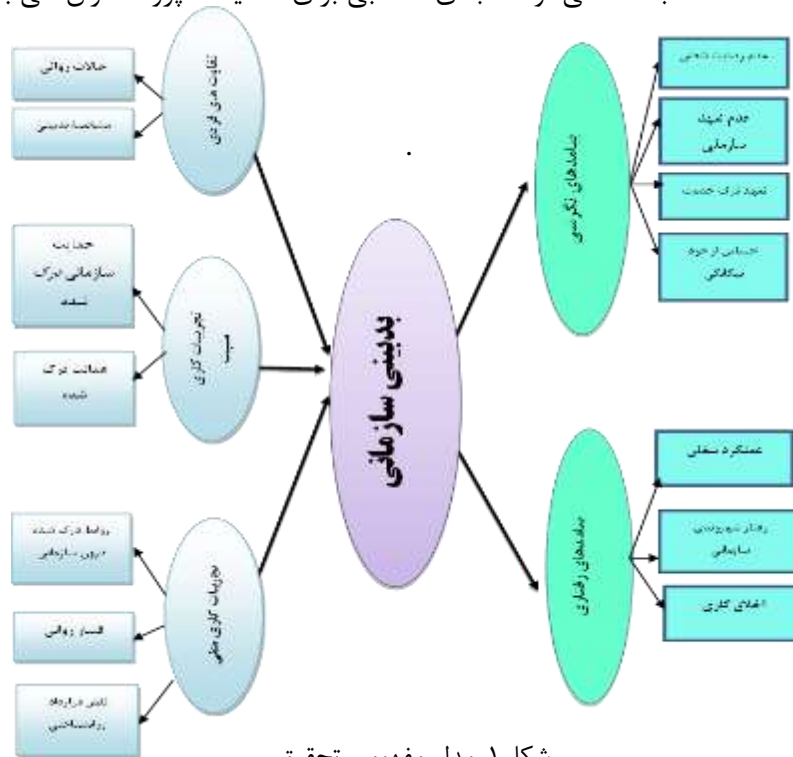 حالات روانی
مشخصهٔ بدبینی
تفاوت های فردی
حمایت
سازمانی درک
شده
عدالت درک
شده
تجربیات کاری
مثبت
روابط درک شده
درون سازمانی
فشار روانی
نقض قرارداد
روانشناختی
تجربیات کاری منفی
بدبینی سازمانی
پیامدهای نگرشی
عدم رضایت شغلی
عدم تعهد
سازمانی
تعهد ترک خدمت
احساس از خود
بیگانگی
پیامدهای رفتاری
عملکرد شغلی
رفتار شهروندی
سازمانی
اخلاق کاری